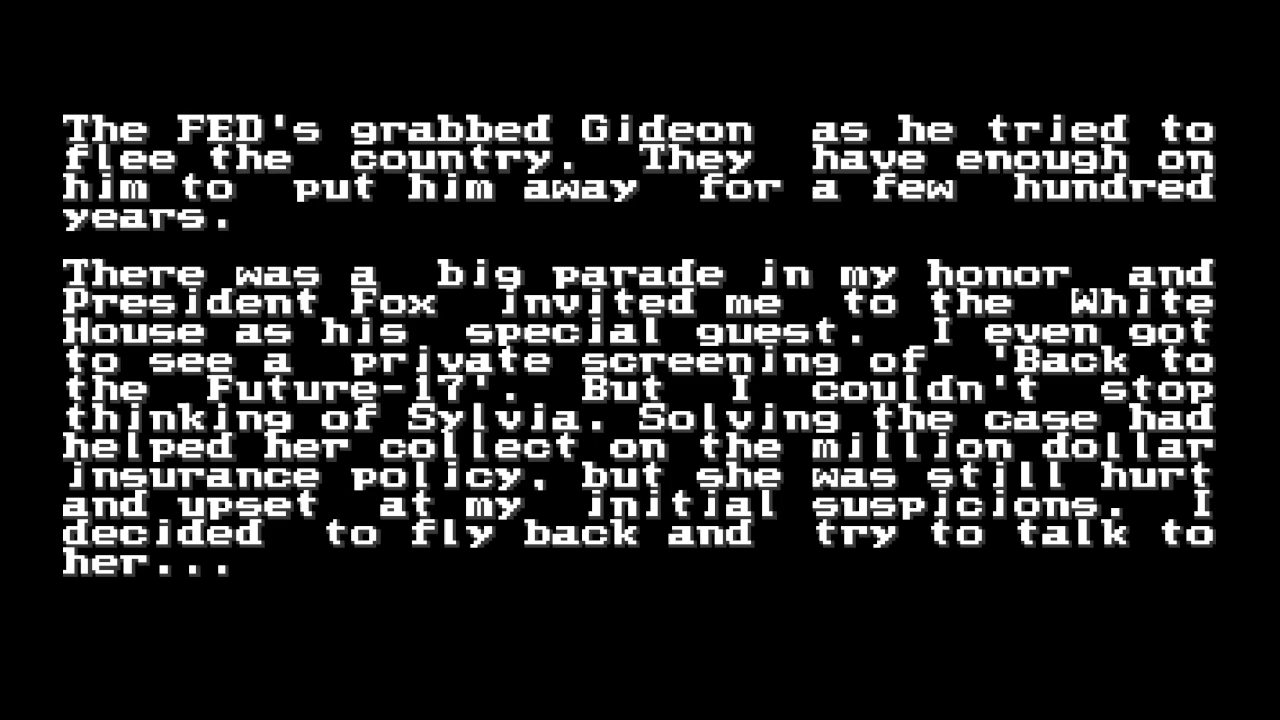 The FED's grabbed Gideon  as he tried to
flee the  country.  They  have enough on
him to  put him away  for a few  hundred
years.

There was a  big parade in my honor  and
President Fox  invited me  to the  White
House as his  special guest.  I even got
to see a  private screening of  'Back to
the  Future-17'.  But  I  couldn't  stop
thinking of Sylvia. Solving the case had
helped her collect on the million dollar
insurance policy, but she was still hurt
and upset  at my  initial suspicions.  I
decided  to fly back and  try to talk to
her...